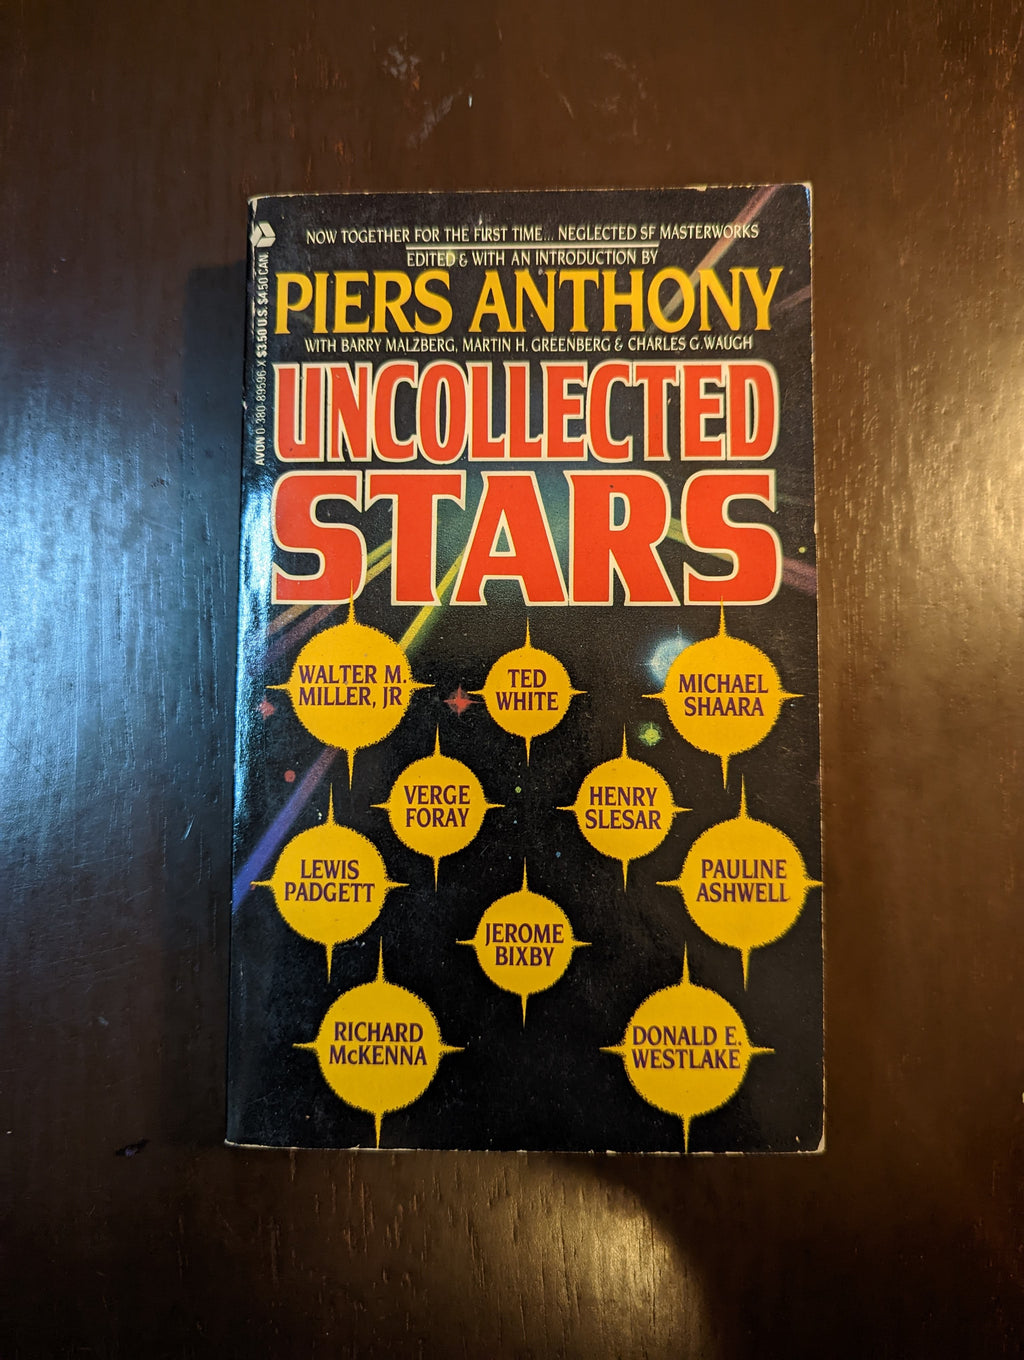 NOW TOGETHER FOR THE FIRST TIME... NEGLECTED SF MASTERWORKS
EDITED & WITH AN INTRODUCTION BY
PIERS ANTHONY
WITH BARRY MALZBERG, MARTIN H. GREENBERG & CHARLES G. WAUGH
UNCOLLECTED
STARS
WALTER M.
MILLER, JR
TED
WHITE
MICHAEL
SHAARA
VERGE
FORAY
HENRY
SLESAR
LEWIS
PADGETT
PAULINE
ASHWELL
JEROME
BIXBY
RICHARD
McKENNA
DONALD E.
WESTLAKE
AVON 0-380-89596-X $3.50 U.S. $4.50 CAN.